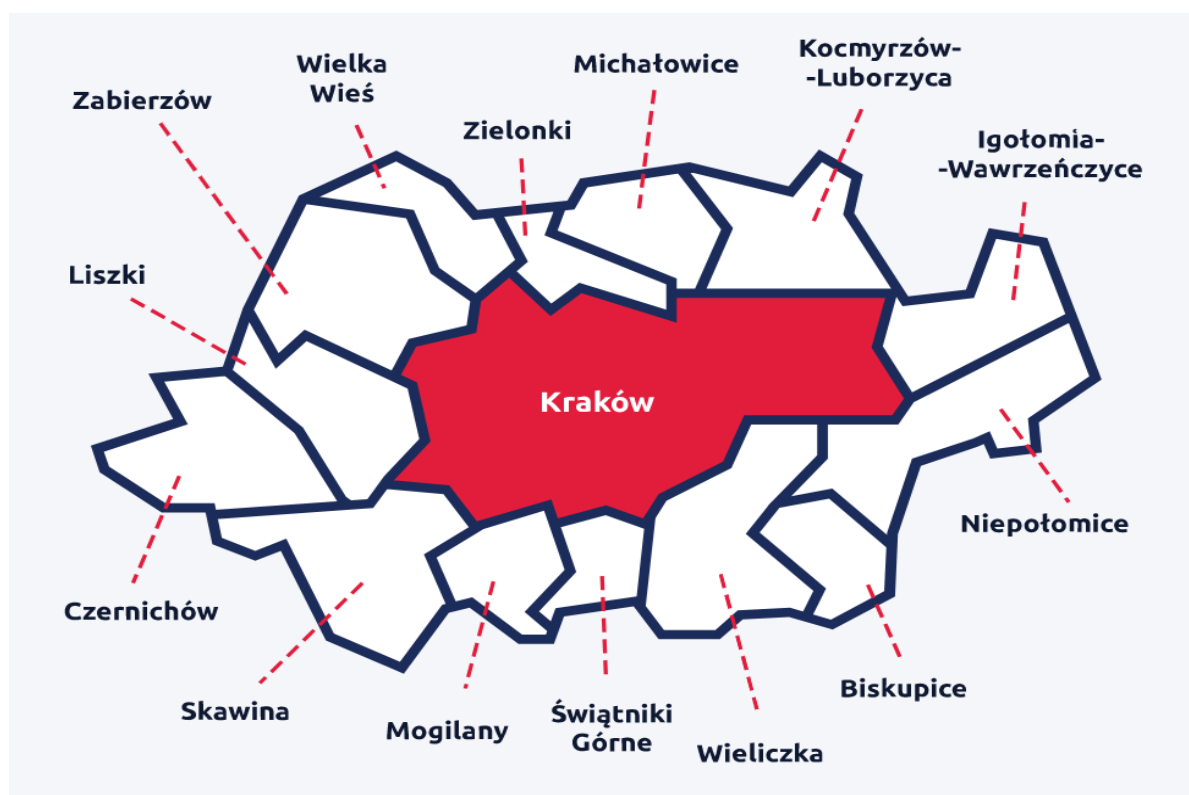 Kocmyrzów-
-Luborzyca
Wielka
Wieś
Michałowice
Zabierzów
Zielonki
Igołomia-
-Wawrzeńczyce
Liszki
Kraków
Niepołomice
Czernichów
Biskupice
Skawina
Mogilany
Świątniki
Górne
Wieliczka